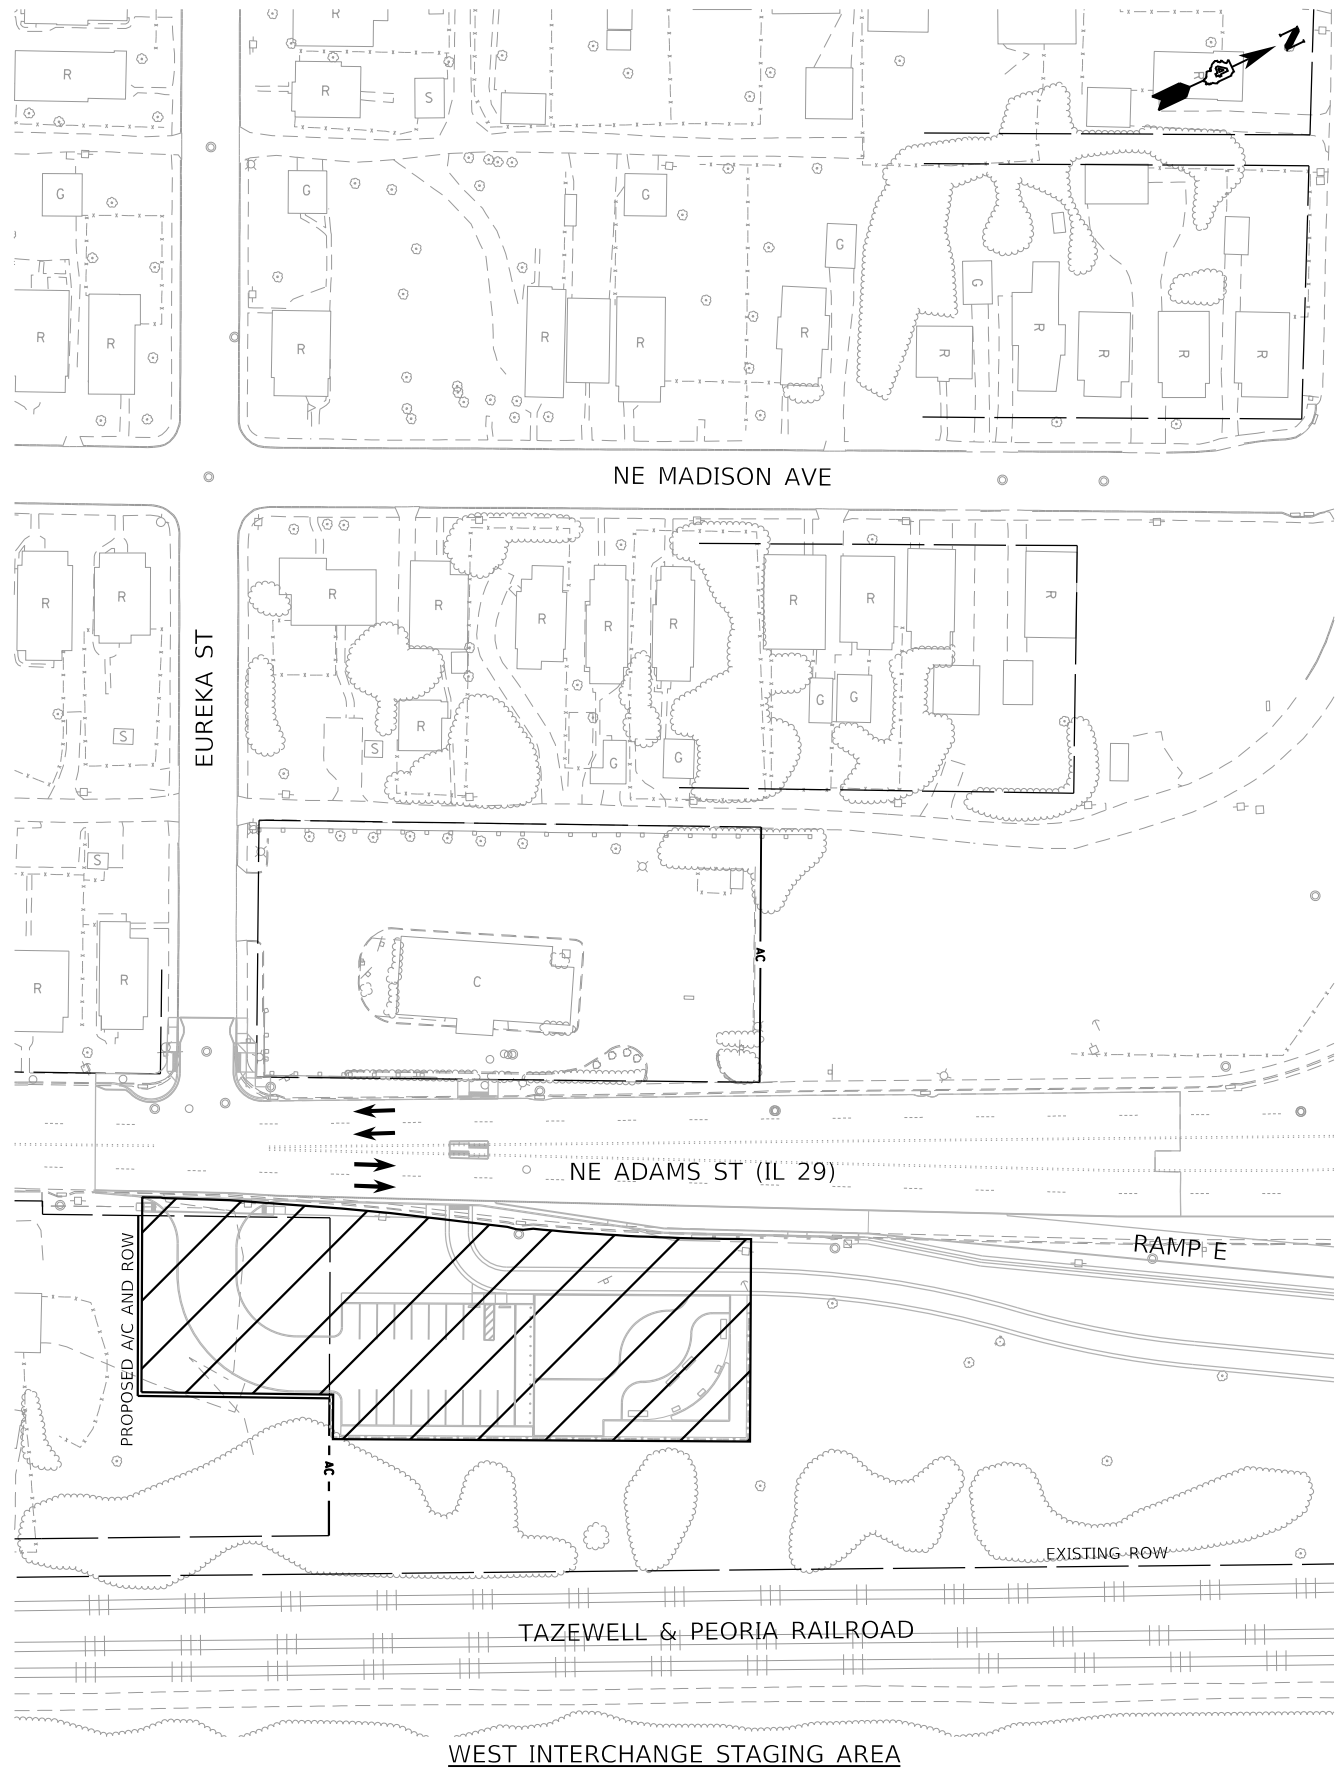 R
R
R
S
R
N
G
G
G
G
G
R
R
R
R
R
R
R
R
R
R
R
NE MADISON AVE
R
R
R
R
R
R
R
R
R
R
EUREKA ST
R
S
S
G
G
G
G
S
R
R
C
AC
NE ADAMS ST (IL 29)
RAMP E
PROPOSED A/C AND ROW
AC
EXISTING ROW
TAZEWELL & PEORIA RAILROAD
WEST INTERCHANGE STAGING AREA